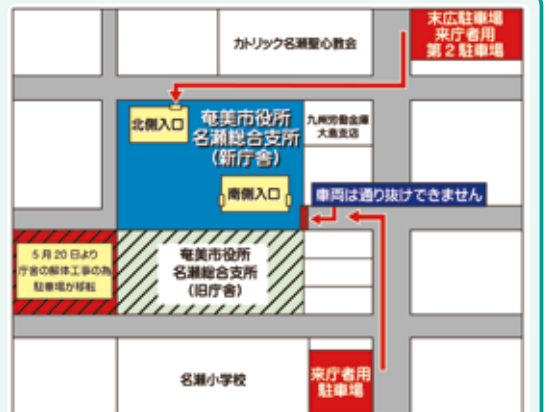 末広駐車場
来庁者用
第2駐車場
カトリック名瀬聖心教会
北側入口
奄美市役所
名瀬総合支所
(新庁舎)
九州労働金庫
大島支店
南側入口
車両は通り抜けできません
5月20日より
庁舎の解体工事の為
駐車場が移転
奄美市役所
名瀬総合支所
(旧庁舎)
名瀬小学校
来庁者用
駐車場